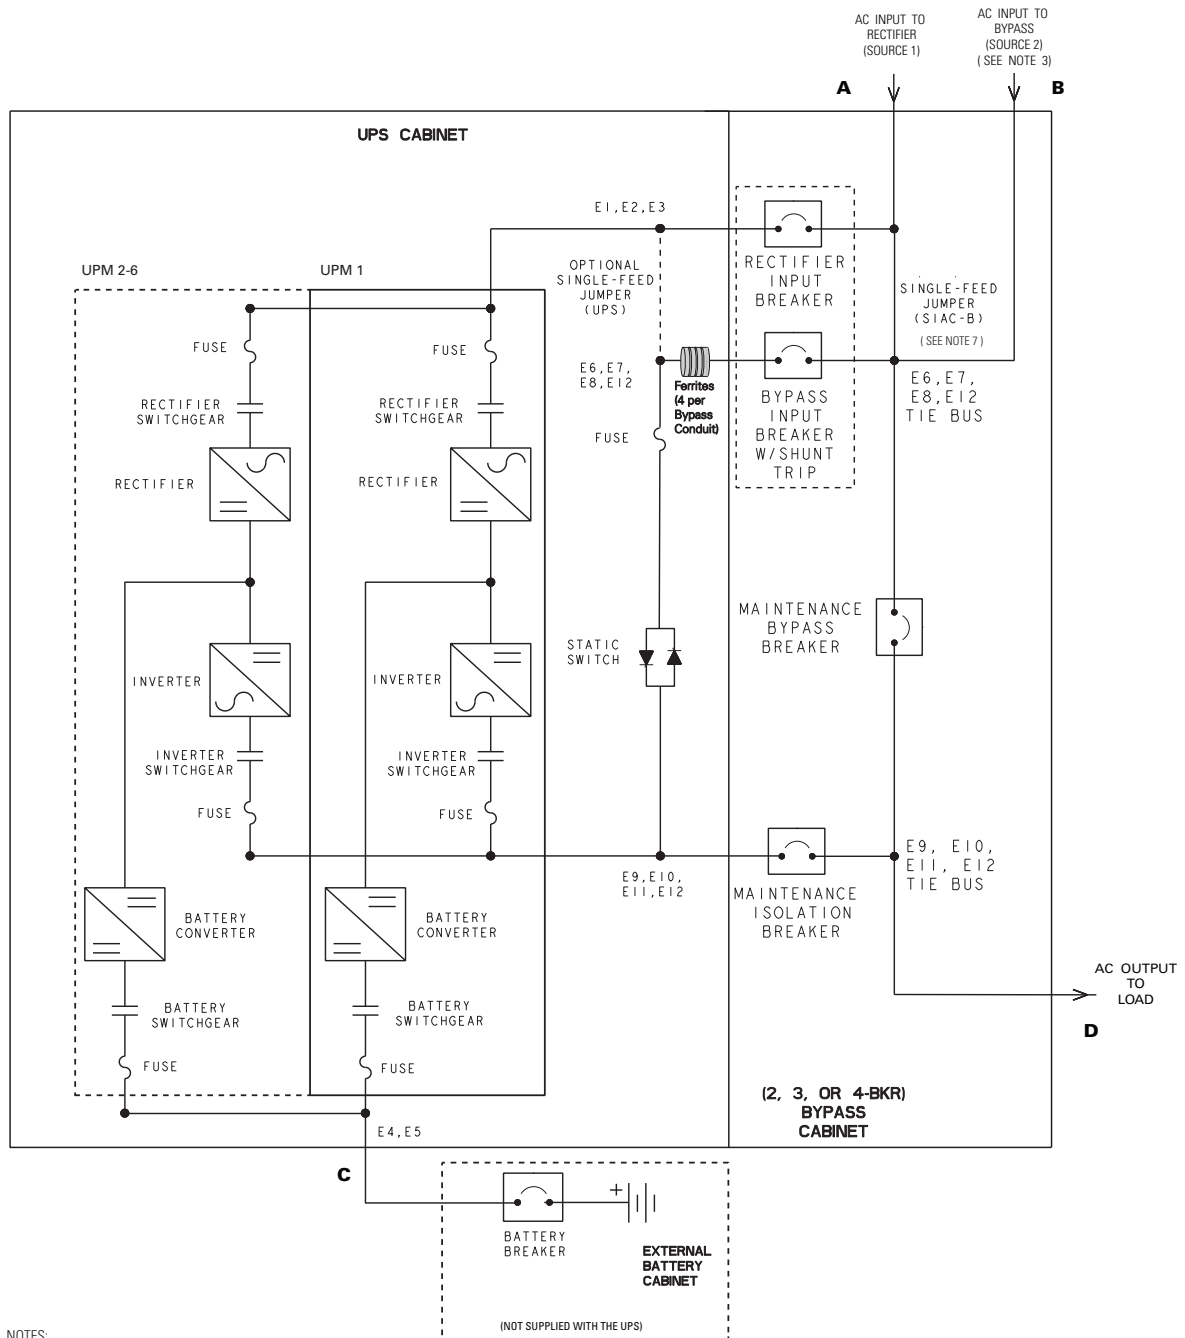 AC INPUT TO
RECTIFIER
(SOURCE 1)
AC INPUT TO
BYPASS
(SOURCE 2)
( SEE NOTE 3)
A
B
UPS CABINET
E1,E2,E3
OPTIONAL
SINGLE-FEED
JUMPER
(UPS)
RECTIFIER
INPUT
BREAKER
SINGLE-FEED
JUMPER
(SIAC-B)
( SEE NOTE 7 )
UPM 2-6
UPM 1
FUSE
FUSE
E6,E7,
E8,E12
Ferrites
(4 per
Bypass
Conduit)
BYPASS
INPUT
BREAKER
W/SHUNT
TRIP
E6,E7,
E8,E12
TIE BUS
RECTIFIER
SWITCHGEAR
RECTIFIER
SWITCHGEAR
FUSE
RECTIFIER
RECTIFIER
MAINTENANCE
BYPASS
BREAKER
STATIC
SWITCH
INVERTER
INVERTER
INVERTER
SWITCHGEAR
INVERTER
SWITCHGEAR
FUSE
FUSE
E9,E10,
E11,E12
MAINTENANCE
ISOLATION
BREAKER
E9, E10,
E11, E12
TIE BUS
BATTERY
CONVERTER
BATTERY
CONVERTER
AC OUTPUT
TO
LOAD
D
BATTERY
SWITCHGEAR
BATTERY
SWITCHGEAR
FUSE
FUSE
(2, 3, OR 4-BKR)
BYPASS
CABINET
E4,E5
C
+
BATTERY
BREAKER
EXTERNAL
BATTERY
CABINET
(NOT SUPPLIED WITH THE UPS)
NOTES: